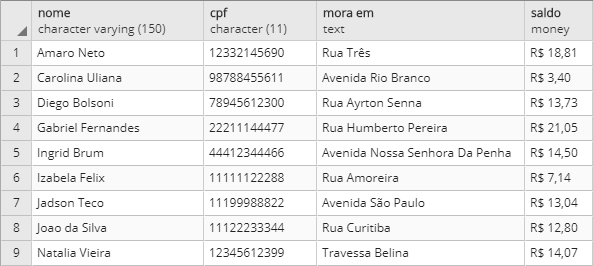 nome cpf mora em saldo
character varying (150) character (11) text money
1 Amaro Neto 12332145690 Rua Três R$ 18,81
2 Carolina Uliana 98788455611 Avenida Rio Branco R$ 3,40
3 Diego Bolsoni 78945612300 Rua Ayrton Senna R$ 13,73
4 Gabriel Fernandes 22211144477 Rua Humberto Pereira R$ 21,05
5 Ingrid Brum 44412344466 Avenida Nossa Senhora Da Penha R$ 14,50
6 Izabela Felix 11111122288 Rua Amoreira R$ 7,14
7 Jadson Teco 11199988822 Avenida São Paulo R$ 13,04
8 Joao da Silva 11122233344 Rua Curitiba R$ 12,80
9 Natalia Vieira 12345612399 Travessa Belina R$ 14,07